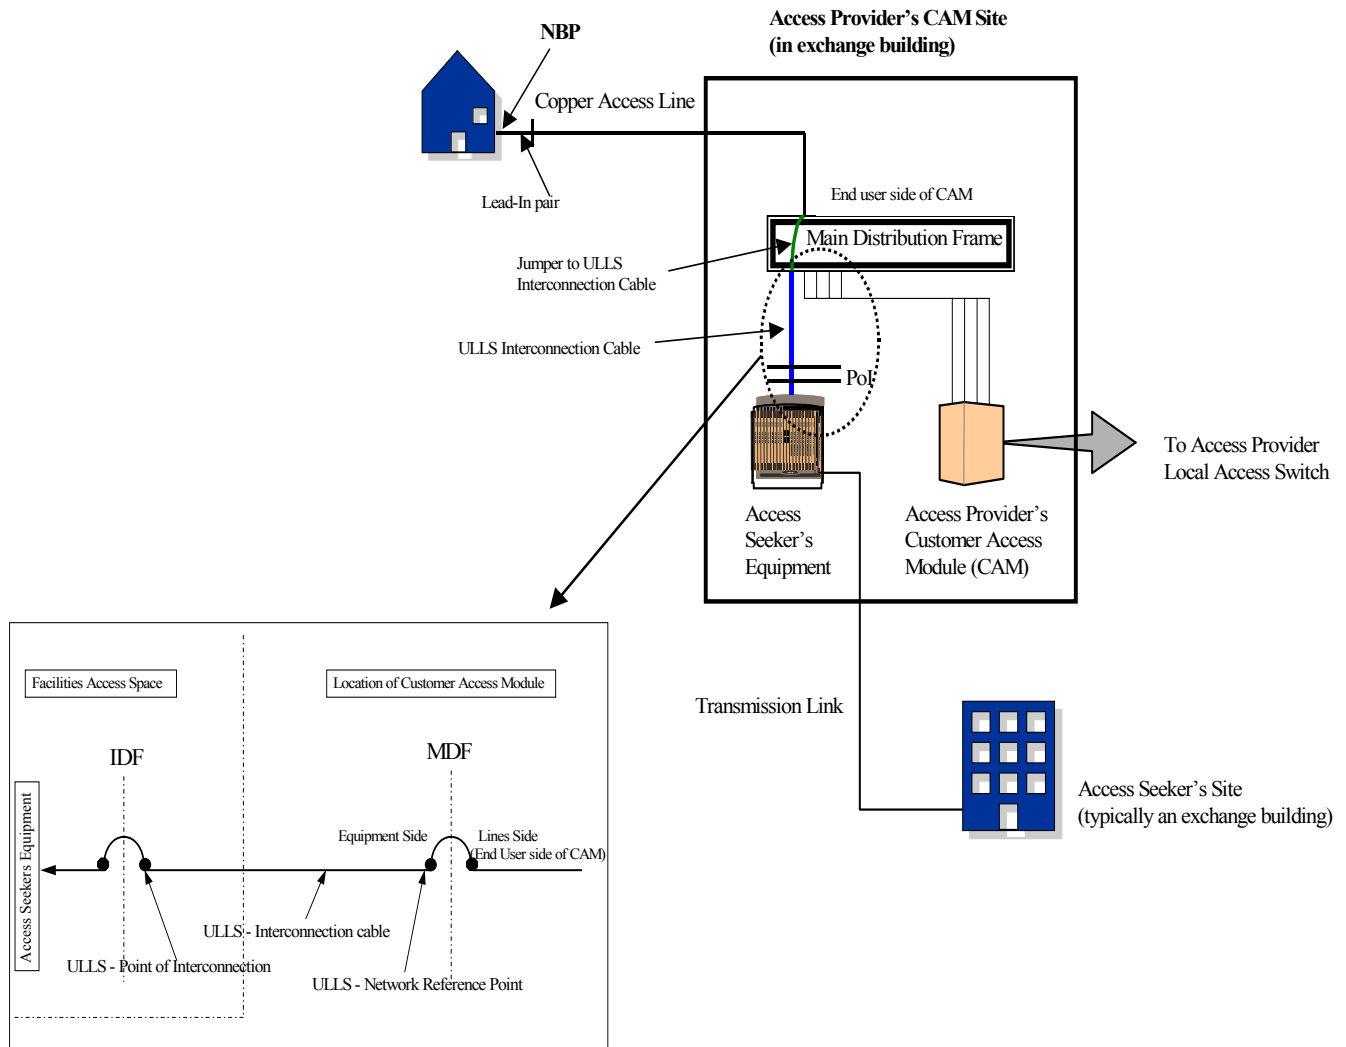 Access Provider's CAM Site
(in exchange building)
NBP
Copper Access Line
Lead-In pair
End user side of CAM
Main Distribution Frame
Jumper to ULLS
Interconnection Cable
ULLS Interconnection Cable
PoI
To Access Provider
Local Access Switch
Access
Seeker's
Equipment
Access Provider's
Customer Access
Module (CAM)
Transmission Link
Access Seeker's Site
(typically an exchange building)
Facilities Access Space
Location of Customer Access Module
IDF
MDF
Access Seekers Equipment
Equipment Side
Lines Side
(End User side of CAM)
ULLS - Interconnection cable
ULLS - Point of Interconnection
ULLS - Network Reference Point